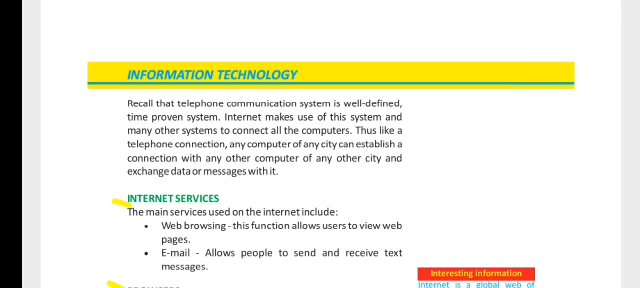 INFORMATION TECHNOLOGY
Recall that telephone communication system is well-defined,
time proven system. Internet makes use of this system and
many other systems to connect all the computers. Thus like a
telephone connection, any computer of any city can establish a
connection with any other computer of any other city and
exchange data or messages with it.
INTERNET SERVICES
The main services used on the internet include:
• Web browsing - this function allows users to view web
pages.
• E-mail - Allows people to send and receive text
messages.
Interesting information
Internet is a global web of